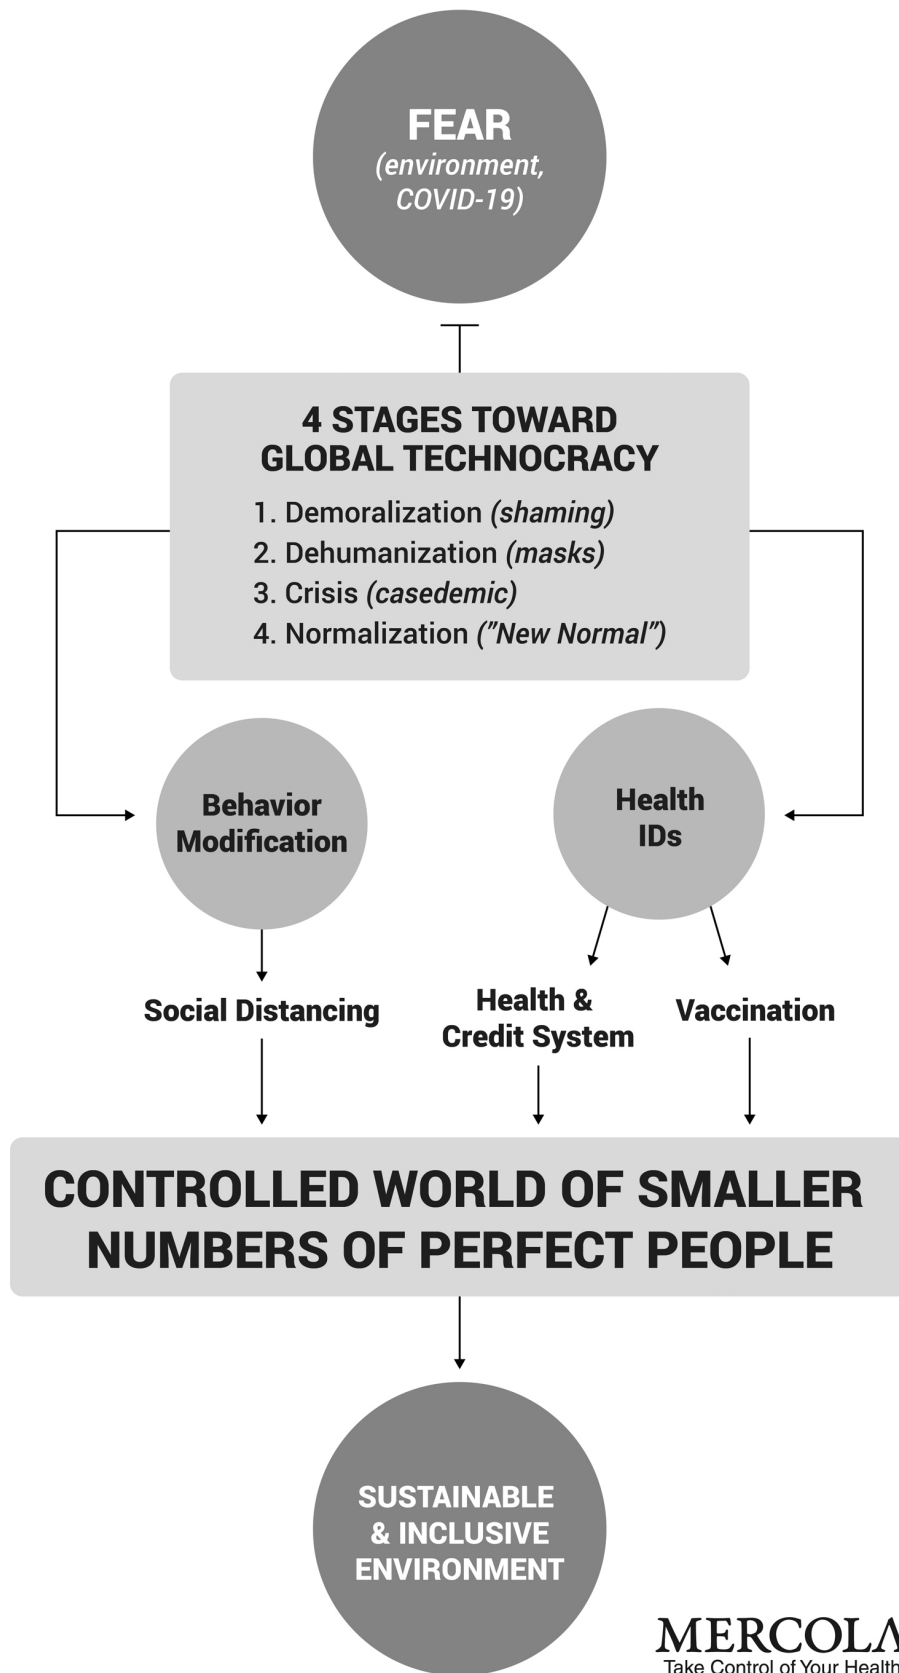 FEAR
(environment,
COVID-19)
4 STAGES TOWARD
GLOBAL TECHNOCRACY
1. Demoralization (shaming)
2. Dehumanization (masks)
3. Crisis (casedemic)
4. Normalization (”New Normal”)
Behavior
Modification
Health
IDs
Social Distancing
Health &
Credit System
Vaccination
CONTROLLED WORLD OF SMALLER
NUMBERS OF PERFECT PEOPLE
SUSTAINABLE
& INCLUSIVE
ENVIRONMENT
MERCOLA
Take Control of Your Health